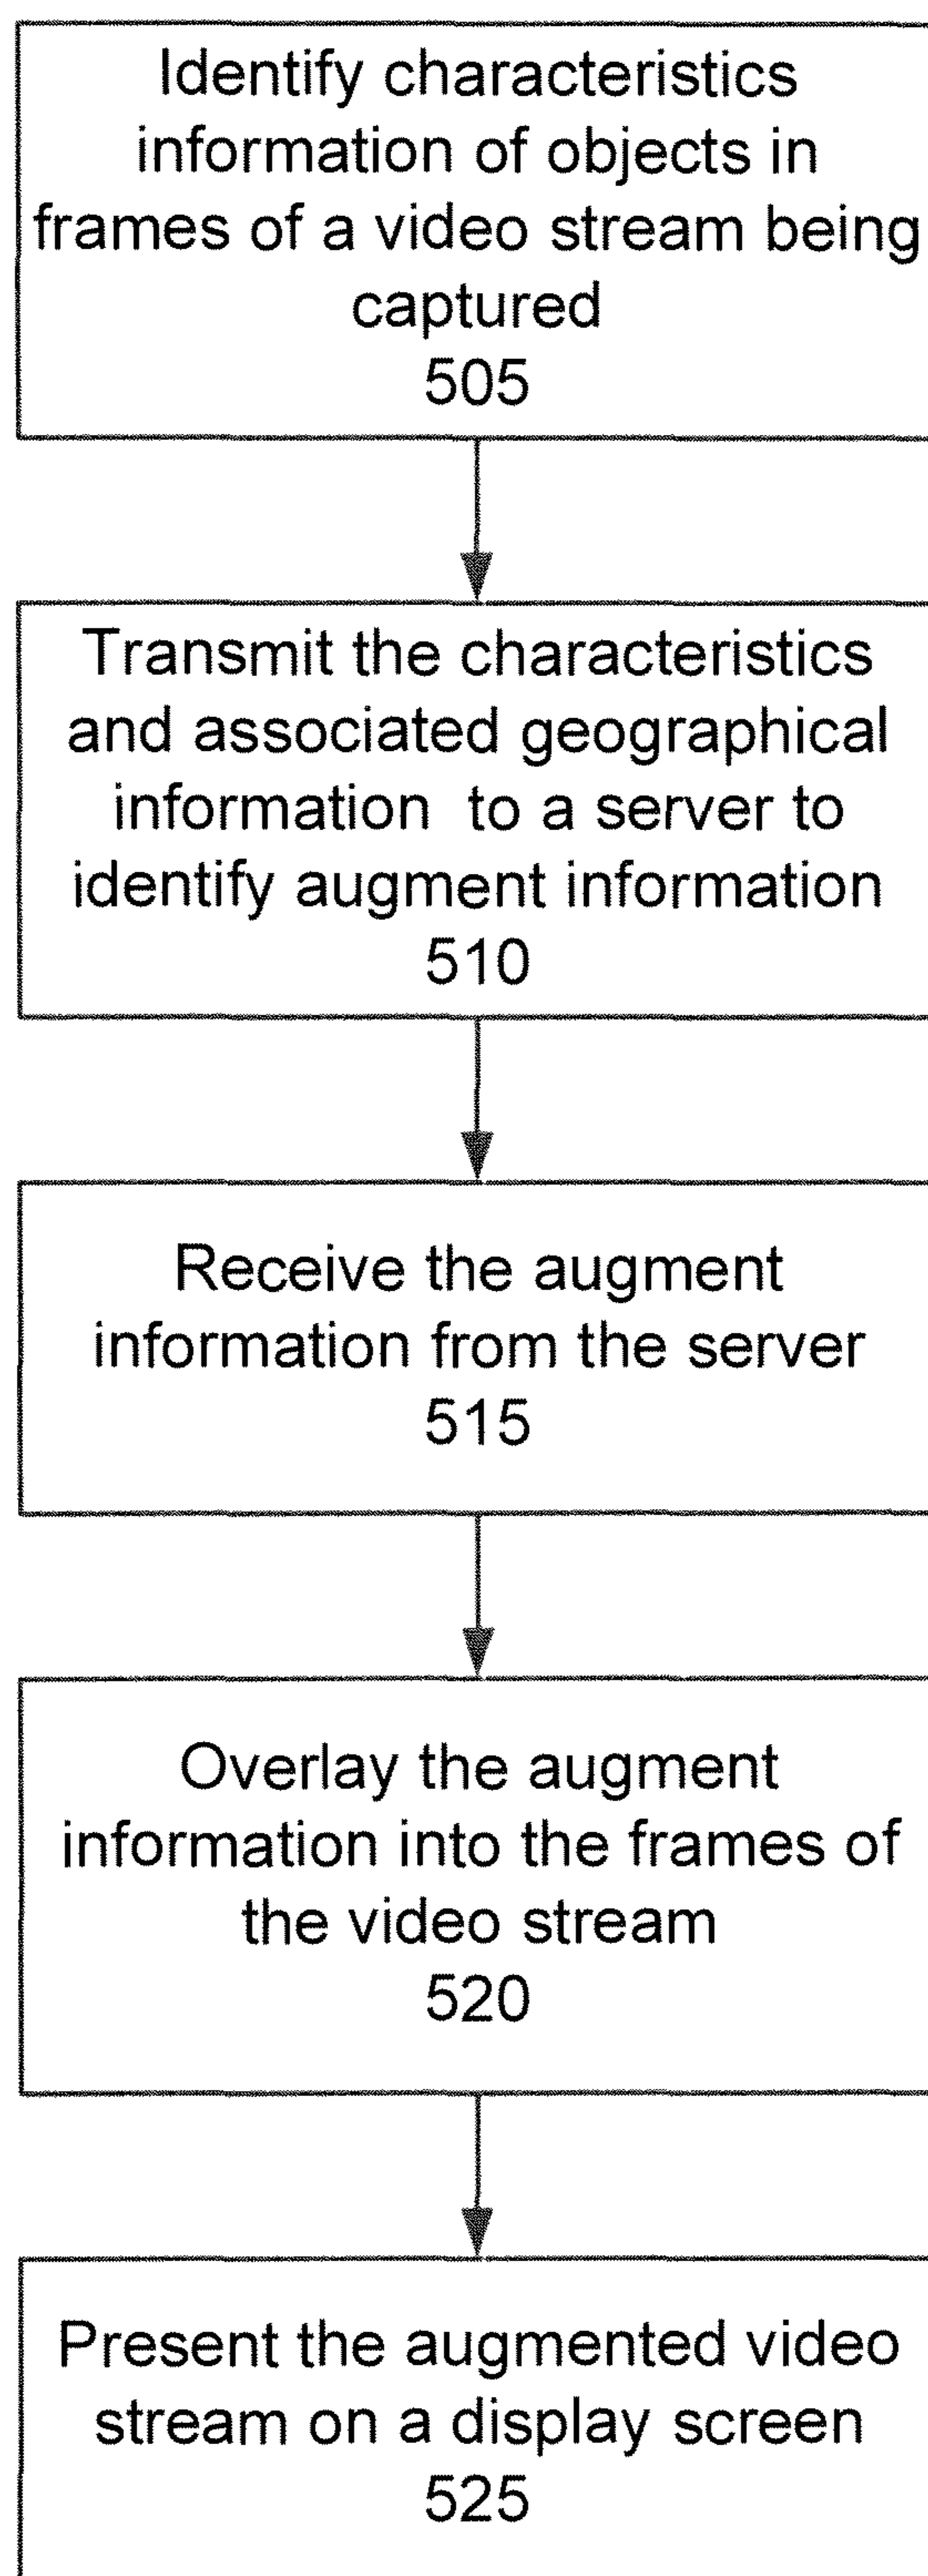 Identify characteristics
information of objects in
frames of a video stream being
captured
505
Transmit the characteristics
and associated geographical
information to a server to
identify augment information
510
Receive the augment
information from the server
515
Overlay the augment
information into the frames of
the video stream
520
Present the augmented video
stream on a display screen
525